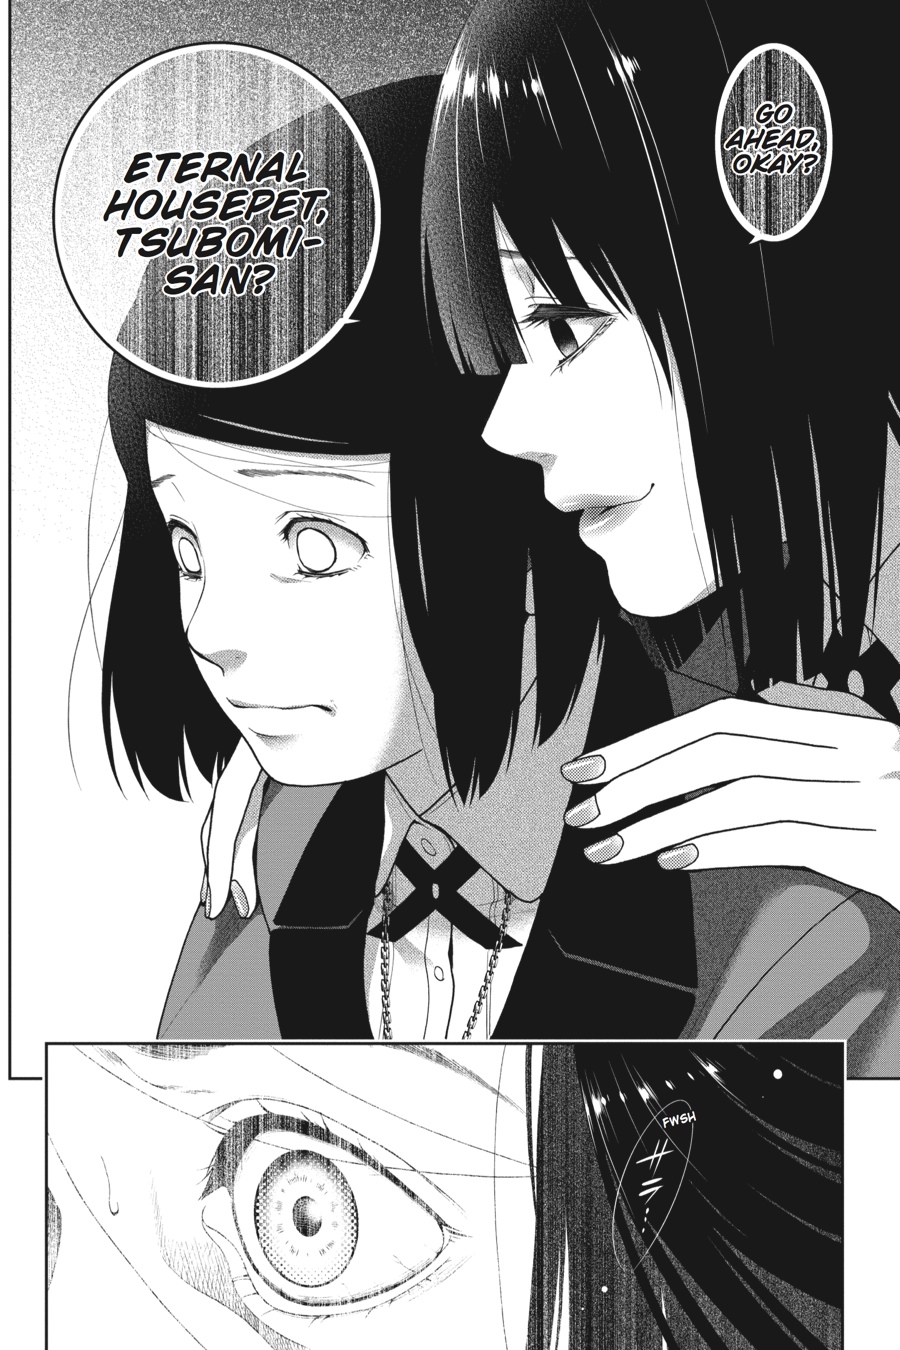 ETERNAL
HOUSEPET,
TSUBOMI-
SAN?
GO
AHEAD,
OKAY?
FWSH